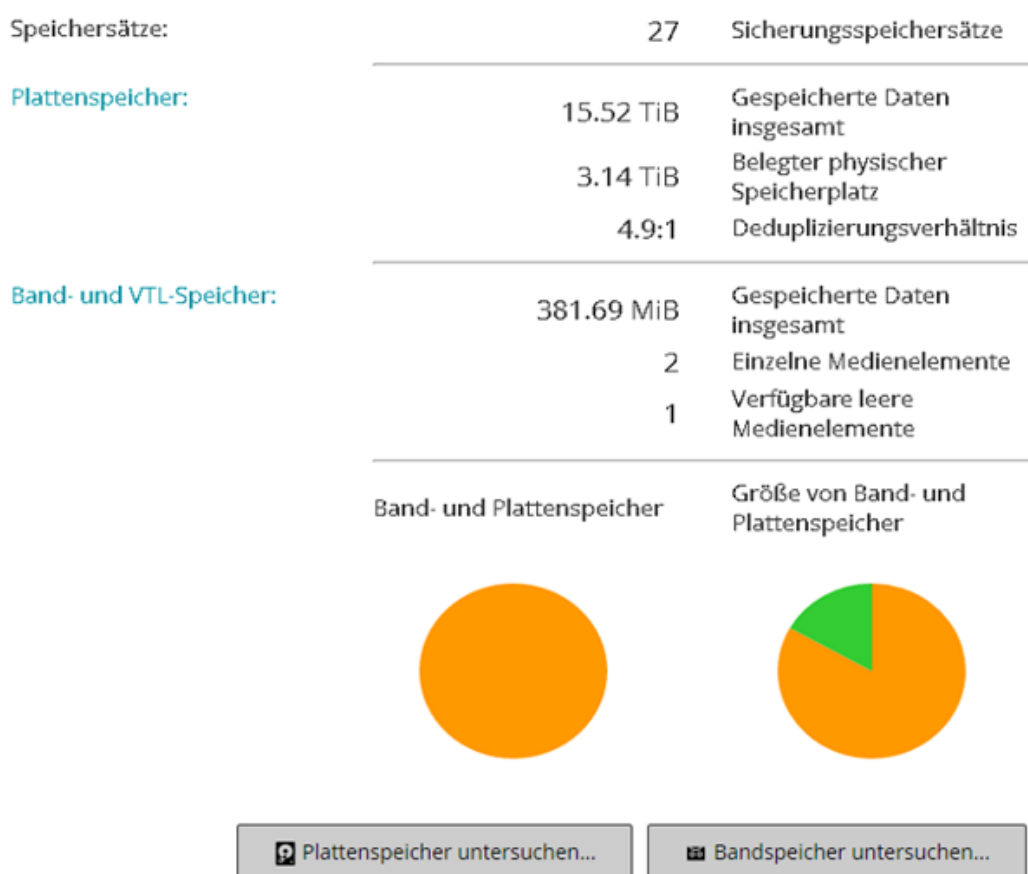 Speichersätze:
27 Sicherungsspeichersätze
Plattenspeicher:
15.52 TiB Gespeicherte Daten
insgesamt
3.14 TiB Belegter physischer
Speicherplatz
4.9:1 Deduplizierungsverhältnis
Band- und VTL-Speicher:
381.69 MiB Gespeicherte Daten
insgesamt
2 Einzelne Medienelemente
1 Verfügbare leere
Medienelemente
Band- und Plattenspeicher
Größe von Band- und
Plattenspeicher
Plattenspeicher untersuchen...
Bandspeicher untersuchen...